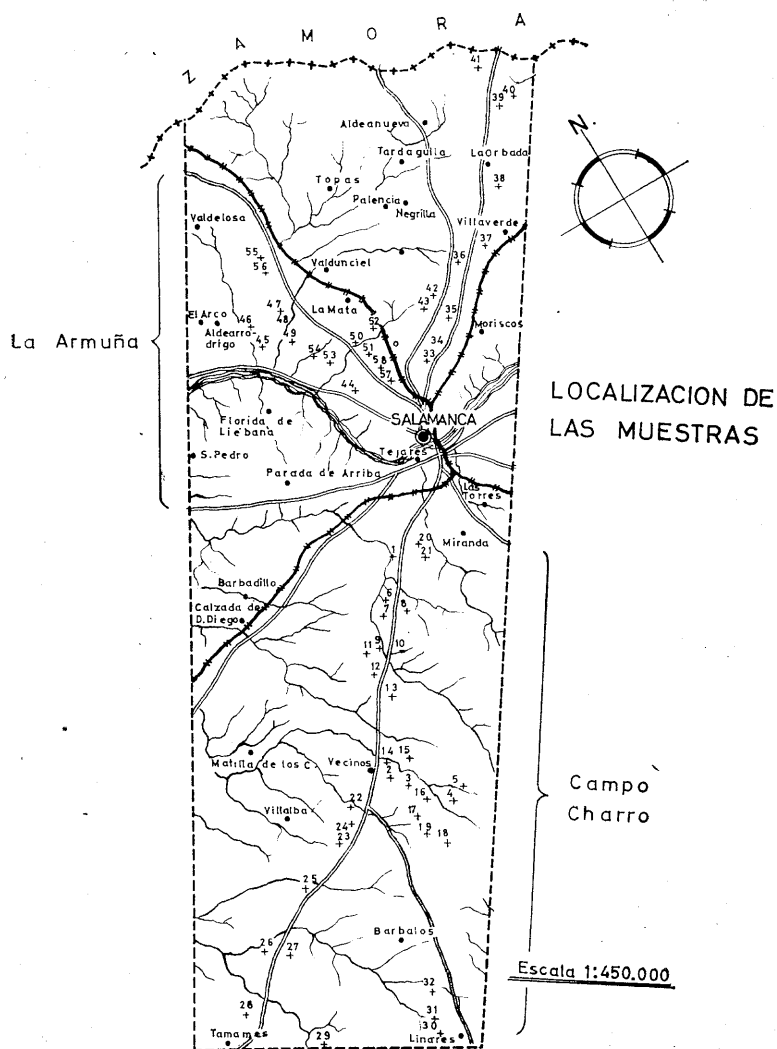 ZAMORA
41
40
39
Aldeanueva
Tardaguila
La Orbada
Topas
38
Palencia
Negrilla
Valdelosa
Villaverde
37
55
56
Valdunciel
36
La Mata
42
43
El Arco
46
47
48
52
35
Moriscos
La Armuña
Aldearro-
drigo
45
49
50
34
54
53
51
58
33
57
44
LOCALIZACION DE
LAS MUESTRAS
Florida de
Liébana
SALAMANCA
S. Pedro
Tejares
Parada de Arriba
Las
Torres
Miranda
20
21
1
Barbadillo
6
7
8
Calzada de
D. Diego
9
10
11
12
13
Matilla de los C.
Vecinos
14
15
2
3
5
16
4
Campo
Charro
22
Villalba
17
24
23
19
18
25
Barbalos
26
27
Escala 1:450.000
32
28
31
30
Tamames
29
Linares
N